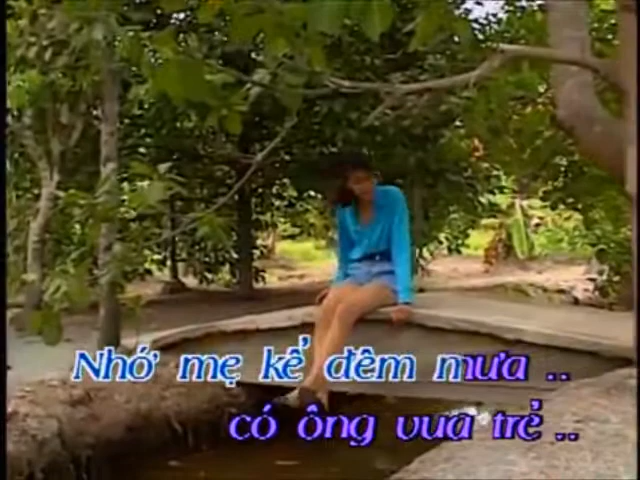 Nhớ mẹ kể đêm mưa ..
có ông vua trẻ ..